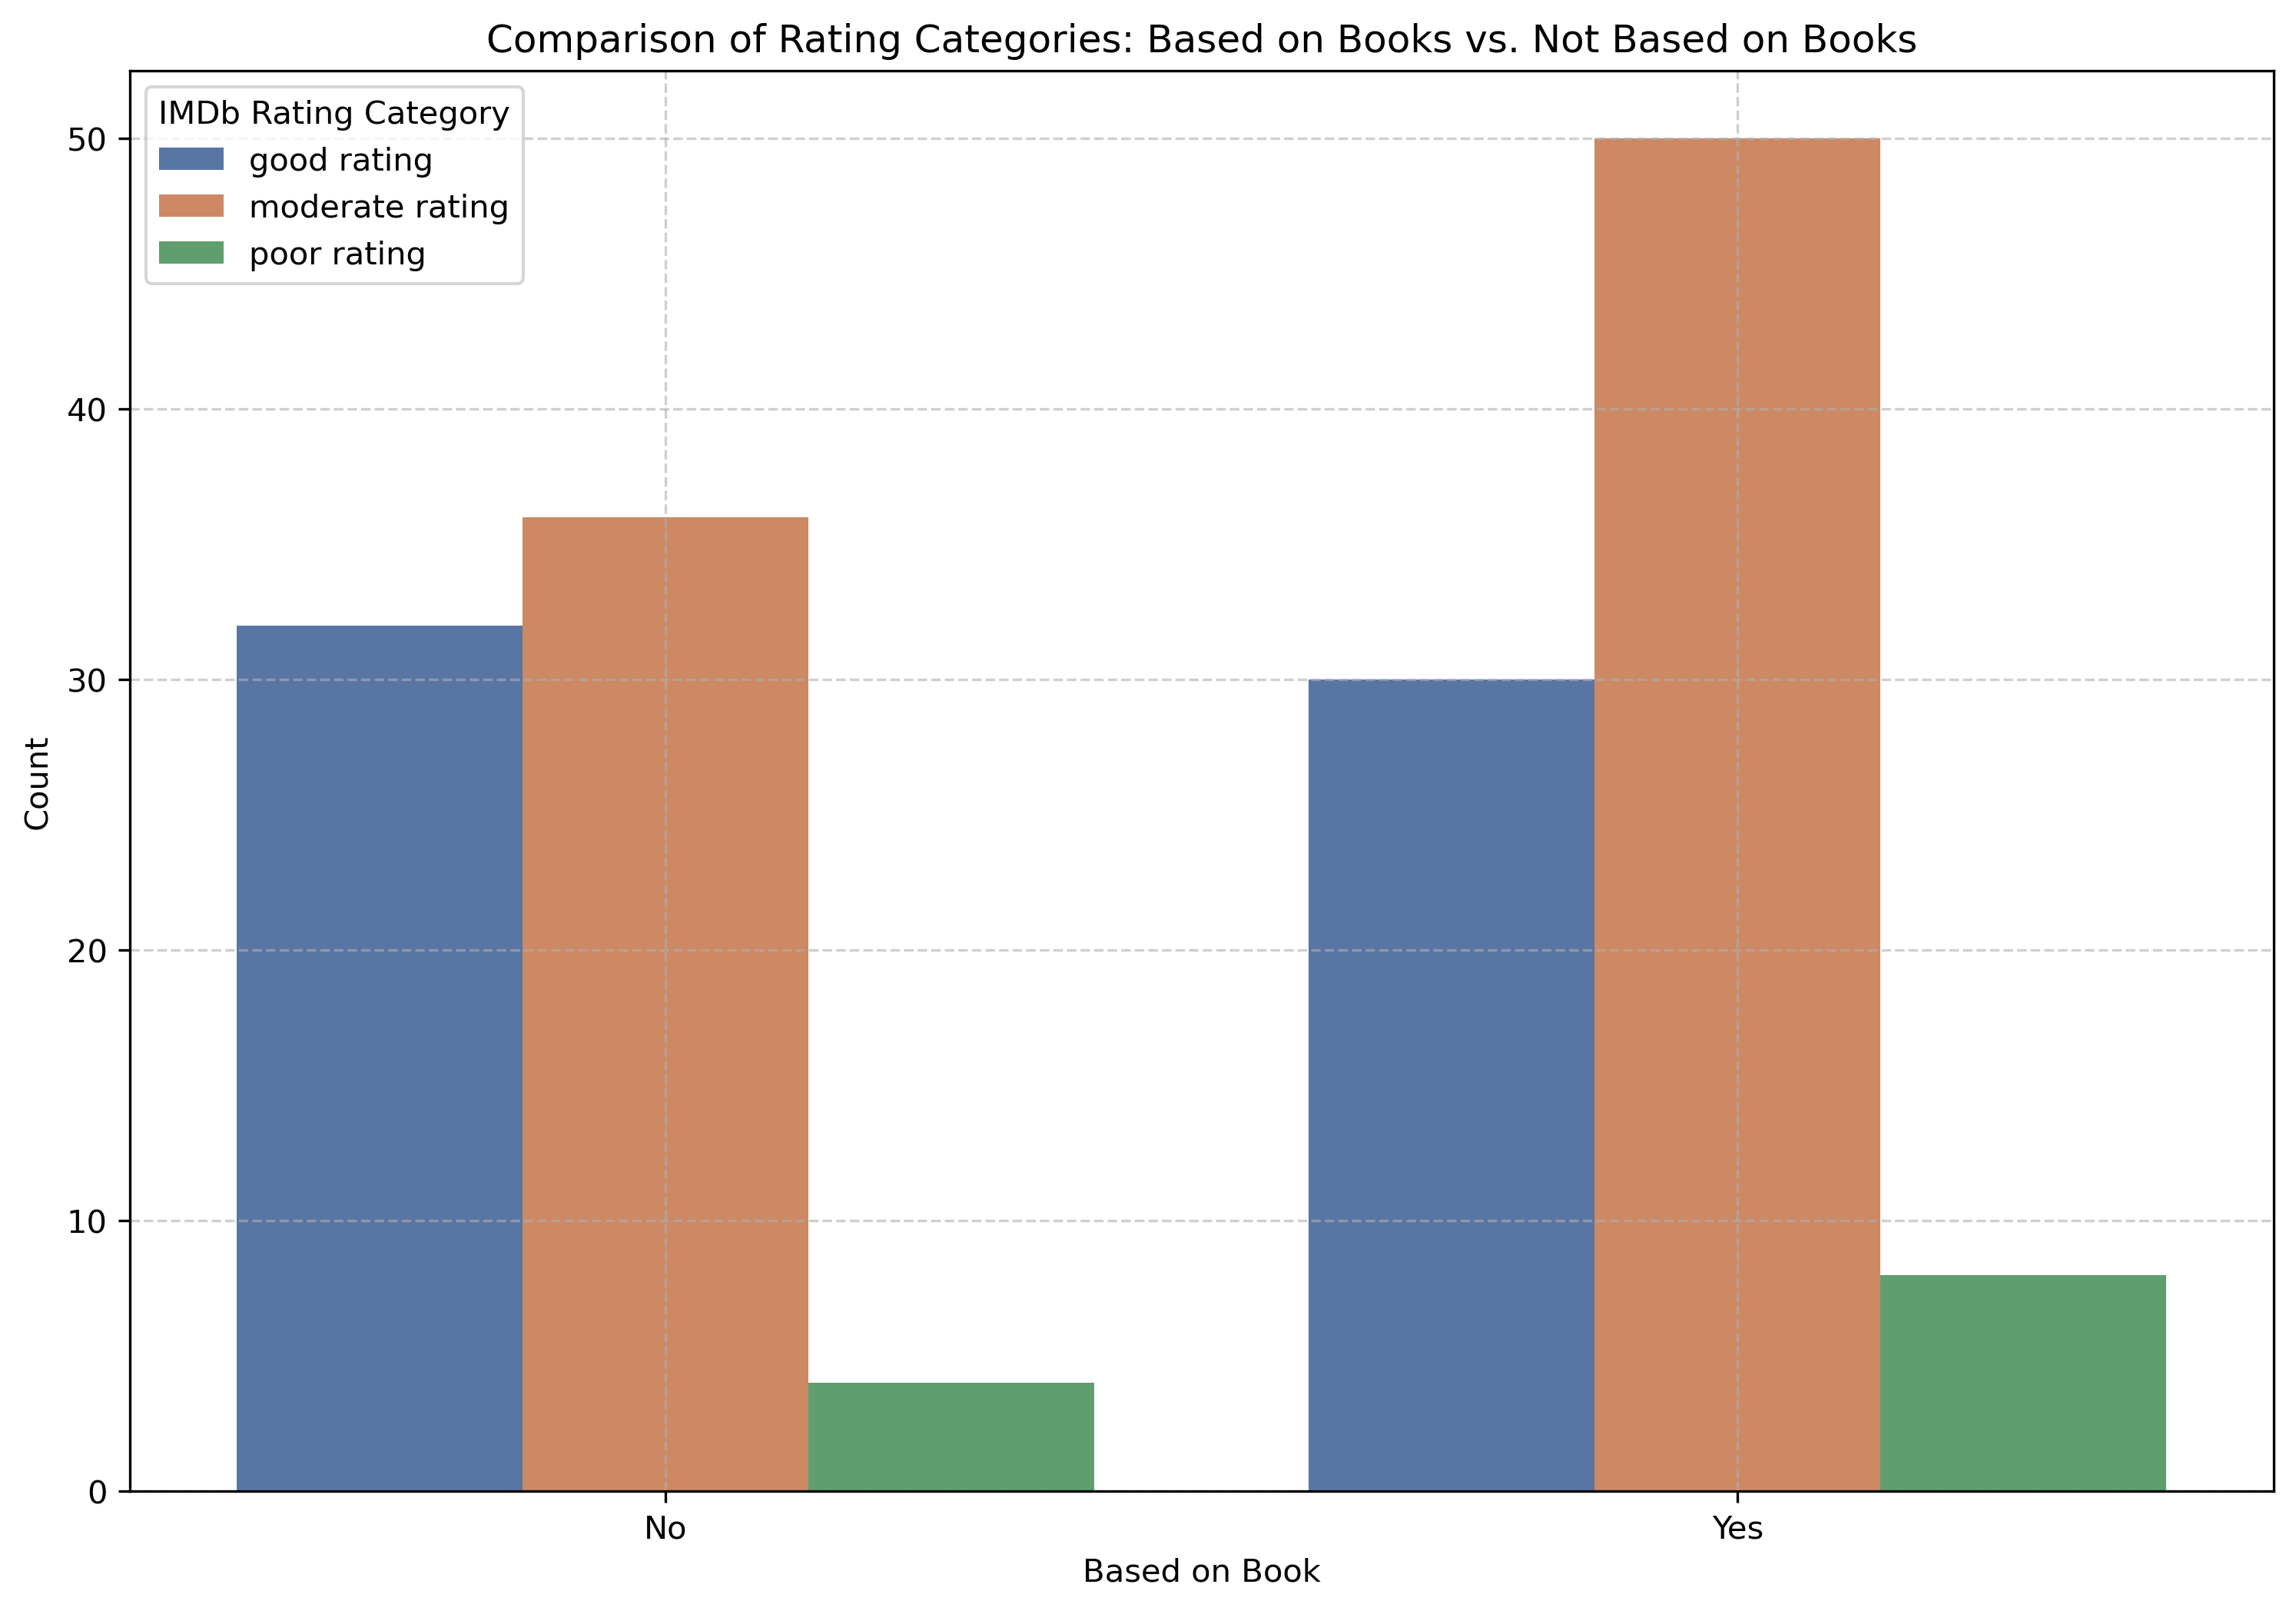 Comparison of Rating Categories: Based on Books vs. Not Based on Books
IMDb Rating Category
good rating
moderate rating
poor rating
50
40
30
20
10
0
Count
No
Yes
Based on Book